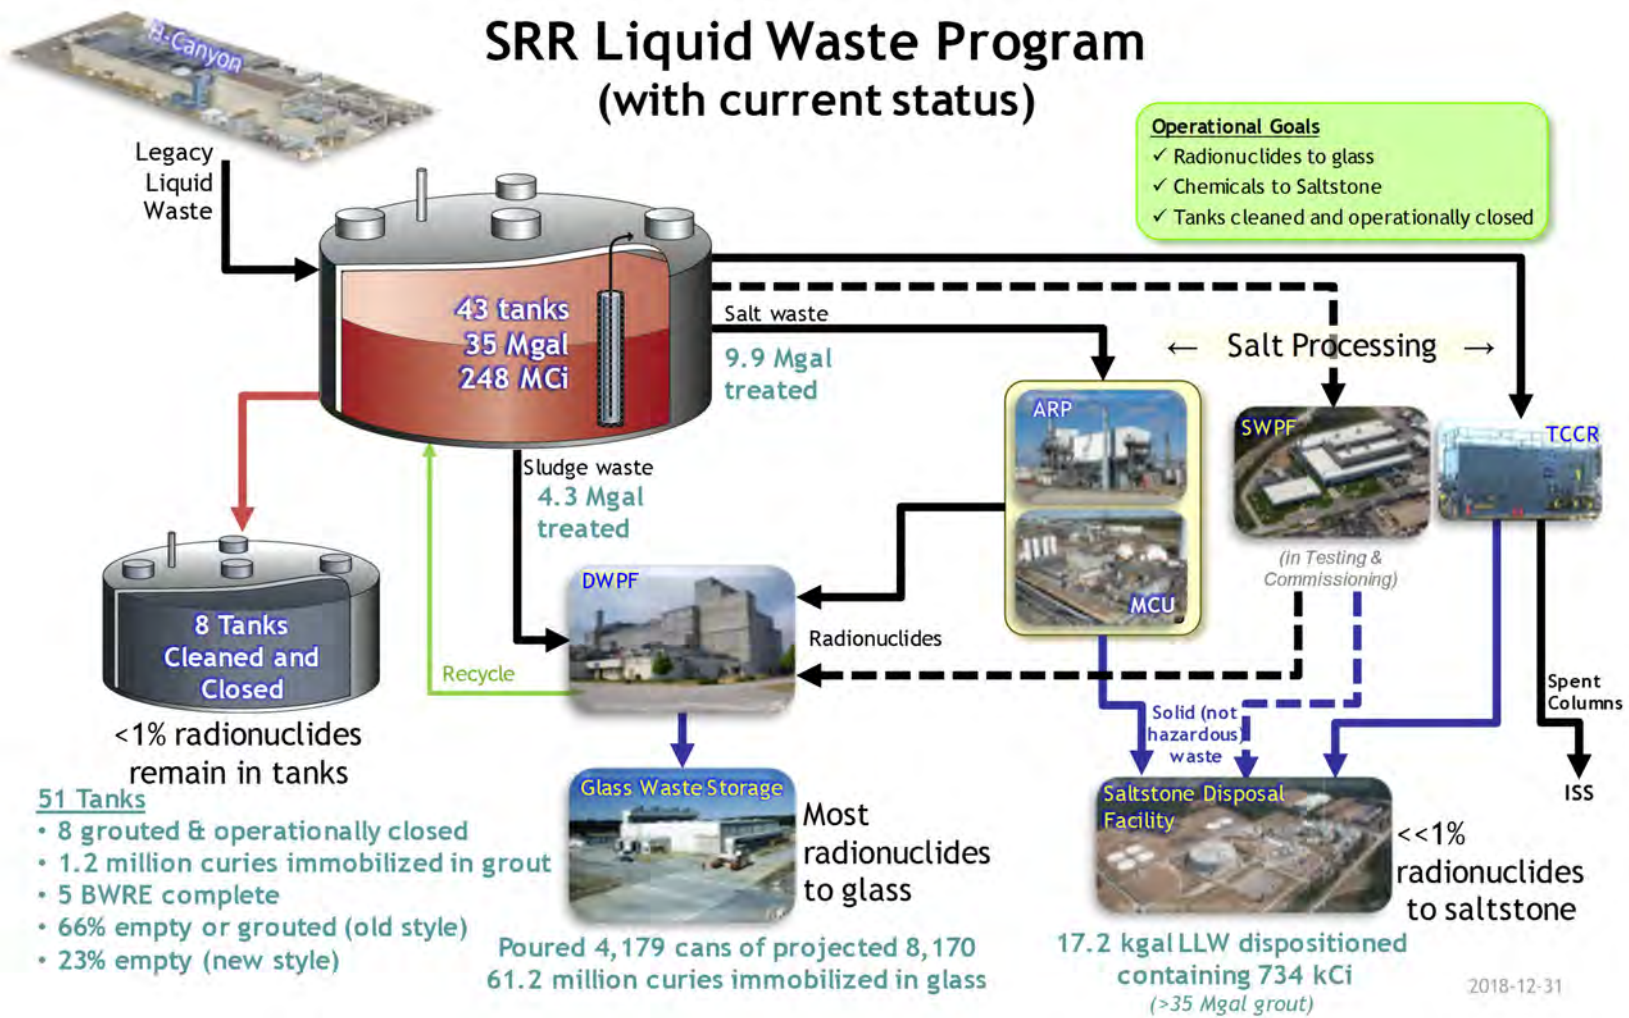 SRR Liquid Waste Program
(with current status)
H-Canyon
Operational Goals
✓ Radionuclides to glass
✓ Chemicals to Saltstone
✓ Tanks cleaned and operationally closed
Legacy
Liquid
Waste
43 tanks
35 Mgal
248 MCi
Salt waste
9.9 Mgal
treated
← Salt Processing →
ARP
MCU
SWPF
TCCR
(in Testing &
Commissioning)
Sludge waste
4.3 Mgal
treated
DWPF
Recycle
Radionuclides
8 Tanks
Cleaned and
Closed
<1% radionuclides
remain in tanks
Solid (not
hazardous)
waste
Spent
Columns
ISS
51 Tanks
• 8 grouted & operationally closed
• 1.2 million curies immobilized in grout
• 5 BWRE complete
• 66% empty or grouted (old style)
• 23% empty (new style)
Glass Waste Storage
Most
radionuclides
to glass
Poured 4,179 cans of projected 8,170
61.2 million curies immobilized in glass
Saltstone Disposal
Facility
<<1%
radionuclides
to saltstone
17.2 kgal LLW dispositioned
containing 734 kCi
(>35 Mgal grout)
2018-12-31